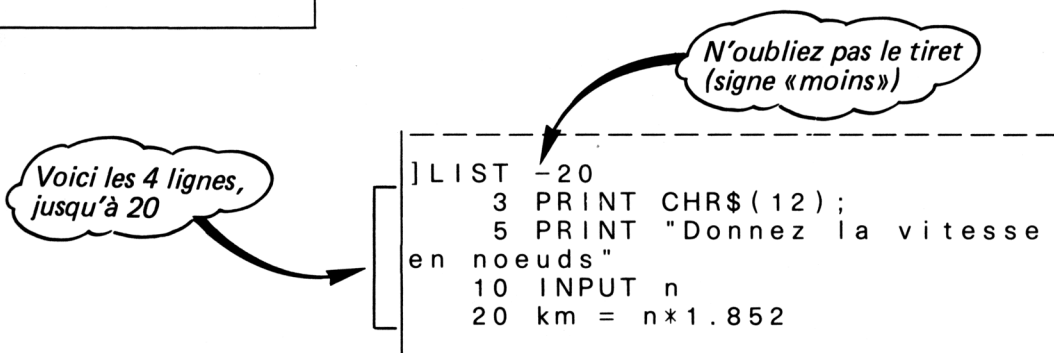 N'oubliez pas le tiret
(signe «moins»)
Voici les 4 lignes,
jusqu'à 20
]LIST -20
3 PRINT CHR$(12);
5 PRINT "Donnez la vitesse
en noeuds"
10 INPUT n
20 km = n*1.852